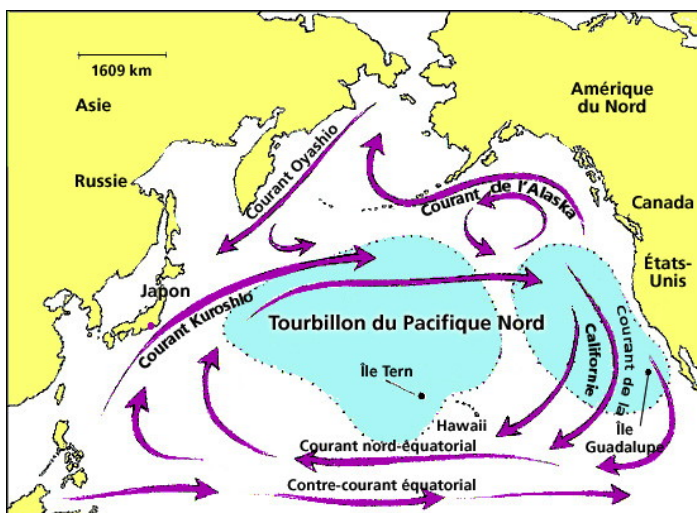 1609 km
Asie
Amérique
du Nord
Russie
Courant Oyashio
Courant de l'Alaska
Canada
États-
Unis
Japon
Courant Kuroshio
Tourbillon du Pacifique Nord
Courant de la
Californie
Île Tern
Île
Guadalupe
Hawaii
Courant nord-équatorial
Contre-courant équatorial